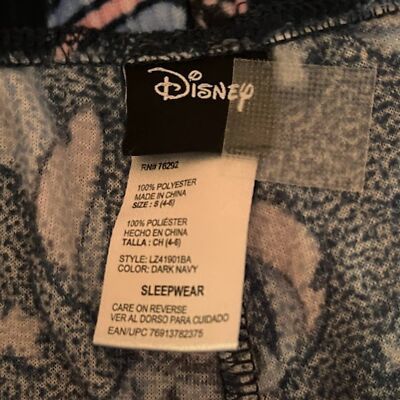 Disney
RN# 76292
100% POLYESTER
MADE IN CHINA
SIZE : S (4-6)
100% POLIÉSTER
HECHO EN CHINA
TALLA : CH (4-6)
STYLE: LZ41901BA
COLOR: DARK NAVY
SLEEPWEAR
CARE ON REVERSE
VER AL DORSO PARA CUIDADO
EAN/UPC 76913782375